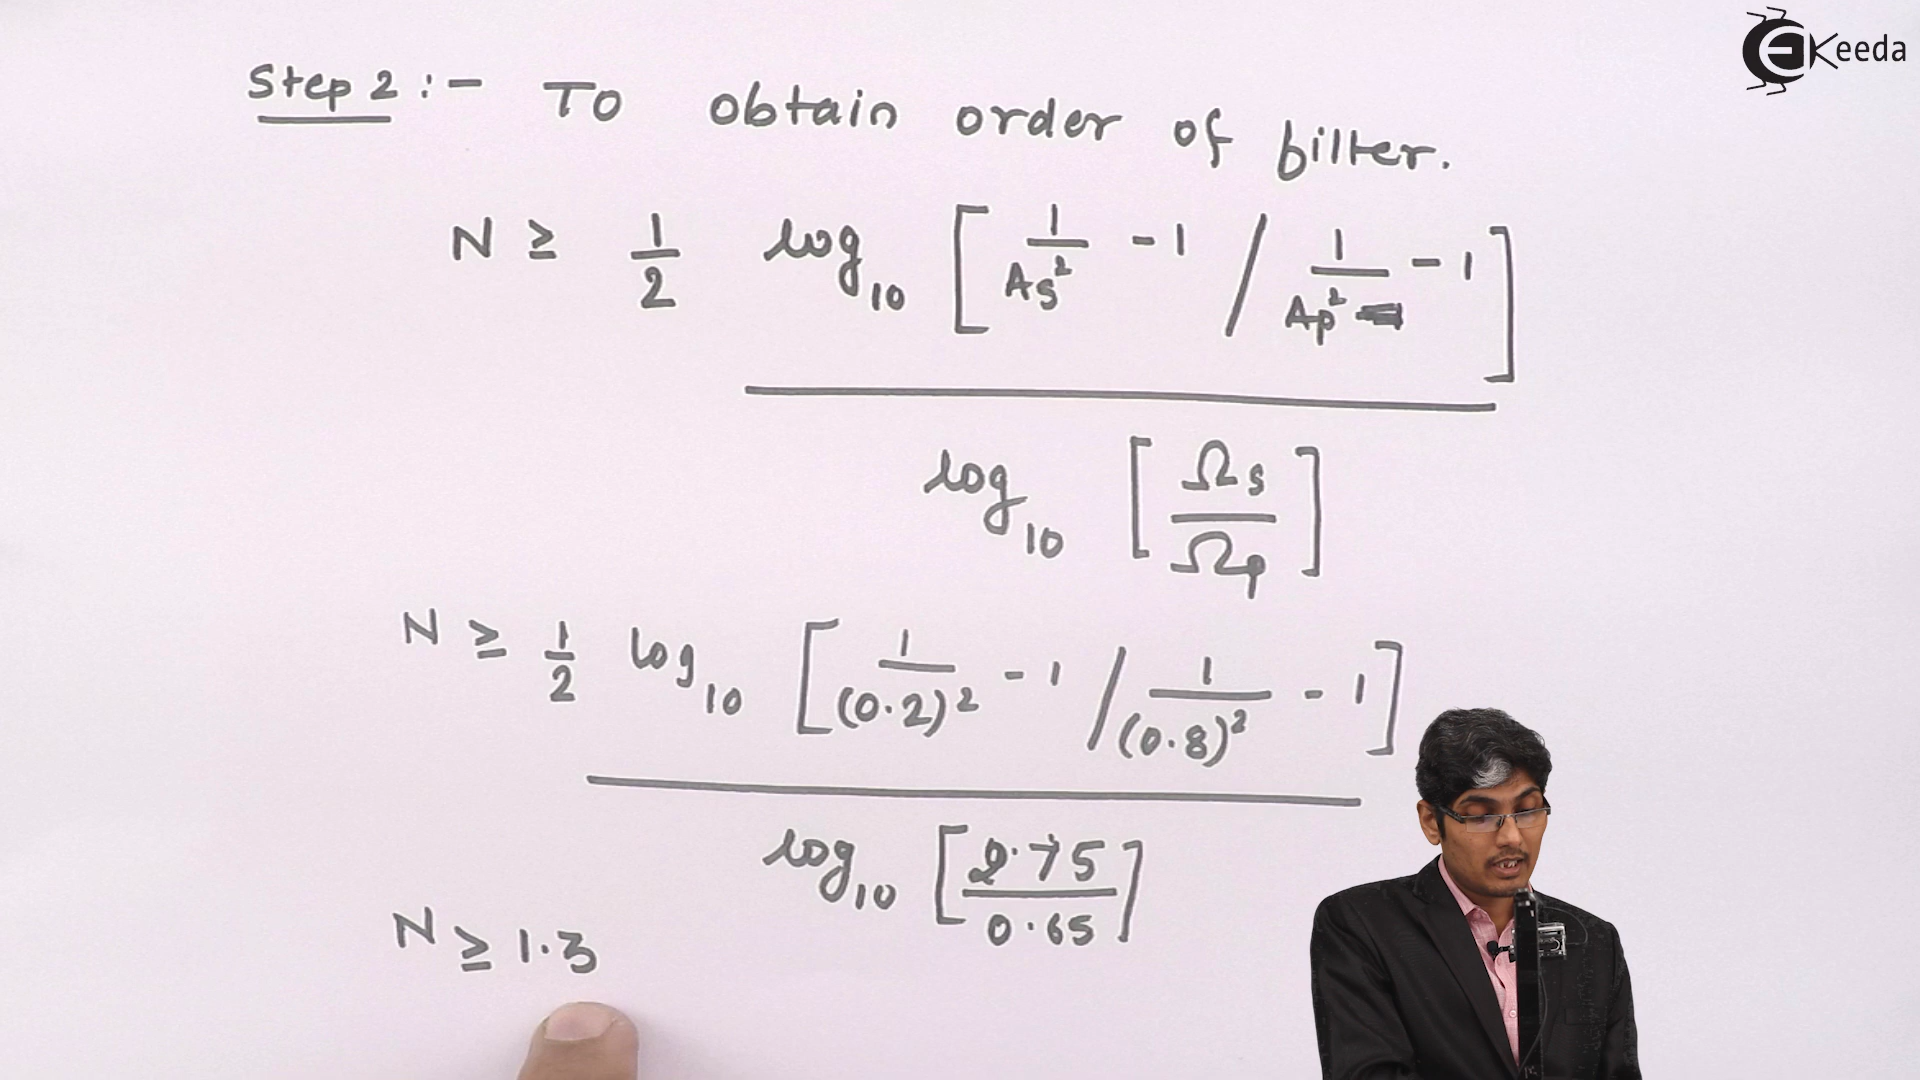 EKeeda
Step 2 :- To obtain order of filter.
N ≥ 1/2 log₁₀ [ 1/As² - 1 / 1/Ap² - 1 ]
log₁₀ [ Ωs/Ωp ]
N ≥ 1/2 log₁₀ [ 1/(0.2)² - 1 / 1/(0.8)² - 1 ]
log₁₀ [ 2.75/0.65 ]
N ≥ 1.3